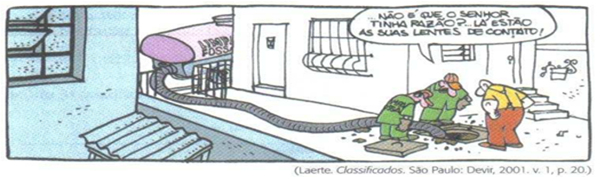 ...NÃO É QUE O SENHOR
TINHA RAZÃO?... LÁ ESTÃO
AS SUAS LENTES DE CONTATO!
(Laerte. Classificados. São Paulo: Devir, 2001. v. 1, p. 20.)